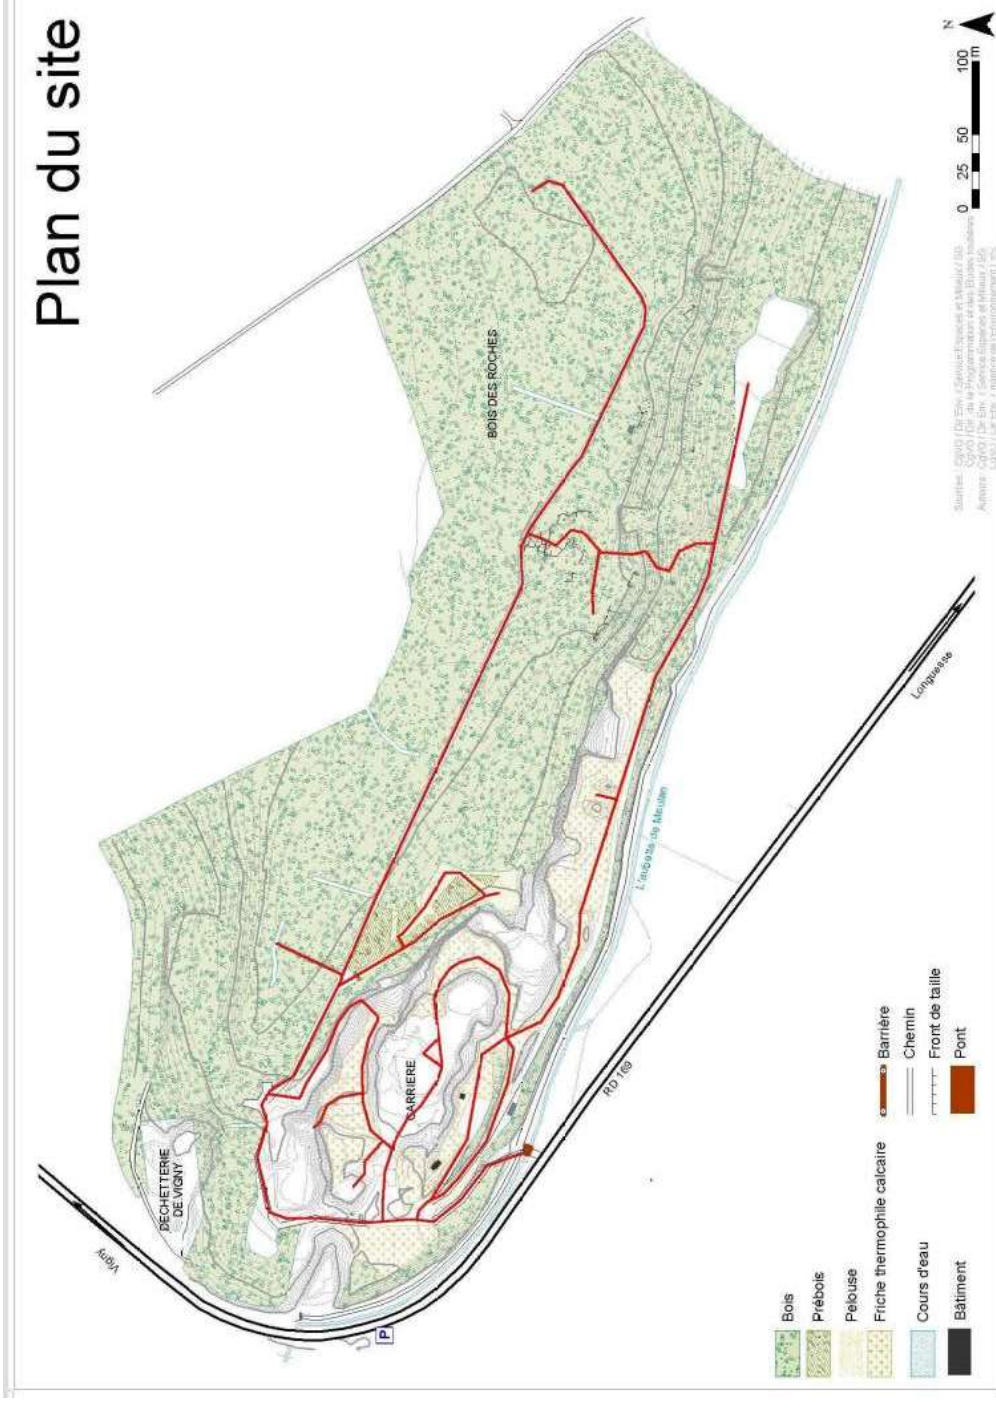 Plan du site
N
0 25 50 100
m
BOIS DES ROCHES
DECHETTERIE
DE VIGNY
CARRIERE
Vigny
P
RD 169
L'aubette de Meulan
Longuesse
Bois
Prébois
Pelouse
Friche thermophile calcaire
Cours d'eau
Bâtiment
Barrière
Chemin
Front de taille
Pont